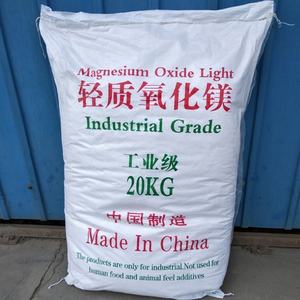 Magnesium Oxide Light
轻质氧化镁
Industrial Grade
工业级
20KG
中国制造
Made In China
The products are only for industrial.Not used for
human food and animal feel additives